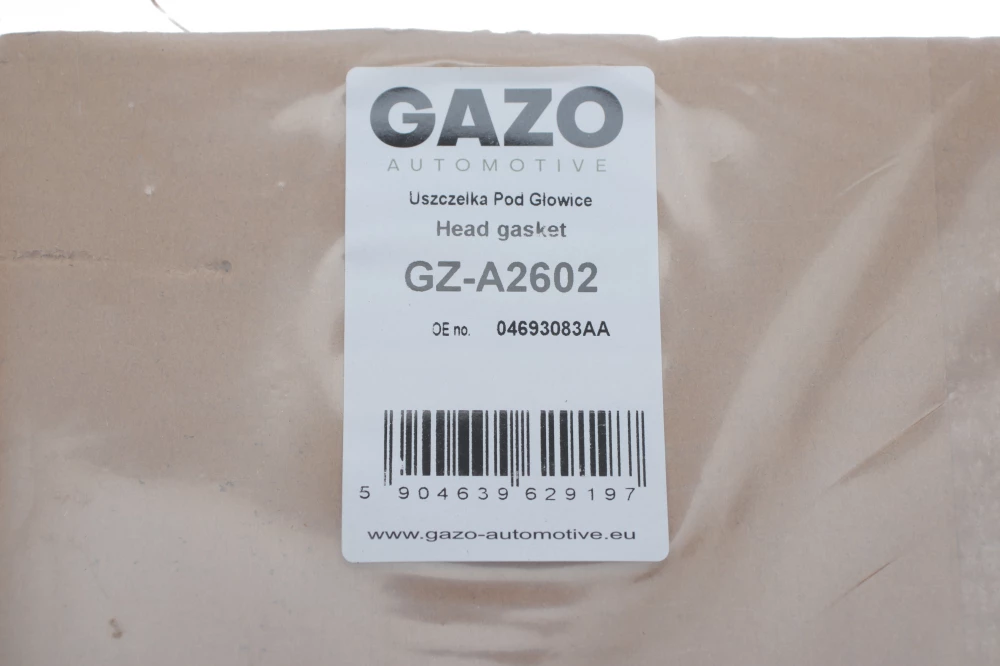 GAZO
AUTOMOTIVE
Uszczelka Pod Glowice
Head gasket
GZ-A2602
OE no. 04693083AA
5 904639 629197
www.gazo-automotive.eu